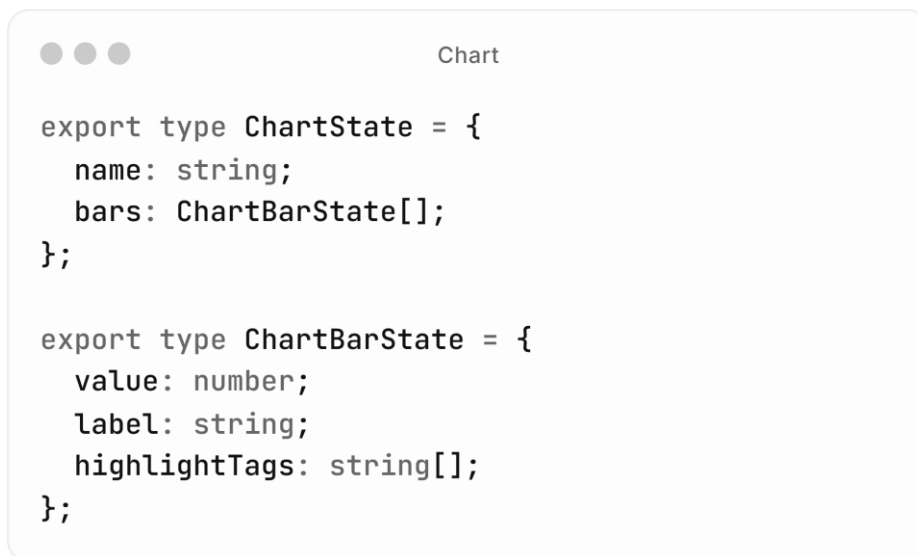 Chart
export type ChartState = {
  name: string;
  bars: ChartBarState[];
};

export type ChartBarState = {
  value: number;
  label: string;
  highlightTags: string[];
};